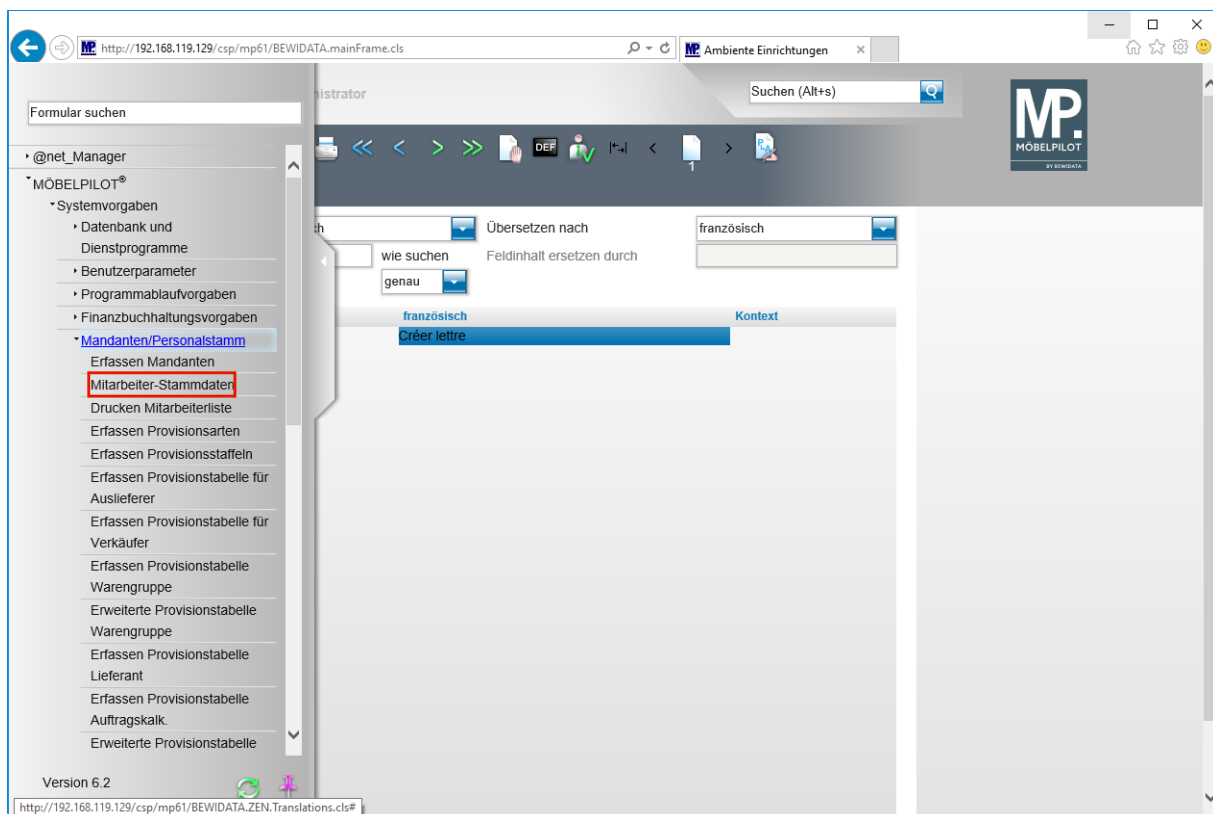 http://192.168.119.129/csp/mp61/BEWIDATA.mainFrame.cls
MP. Ambiente Einrichtungen
Formular suchen
Suchen (Alt+s)
MP.
MÖBELPILOT
BY BEWIDATA
DEF
1
@net_Manager
MÖBELPILOT®
Systemvorgaben
Datenbank und
Dienstprogramme
Benutzerparameter
Programmablaufvorgaben
Finanzbuchhaltungsvorgaben
Mandanten/Personalstamm
Erfassen Mandanten
Mitarbeiter-Stammdaten
Drucken Mitarbeiterliste
Erfassen Provisionsarten
Erfassen Provisionsstaffeln
Erfassen Provisionstabelle für
Auslieferer
Erfassen Provisionstabelle für
Verkäufer
Erfassen Provisionstabelle
Warengruppe
Erweiterte Provisionstabelle
Warengruppe
Erfassen Provisionstabelle
Lieferant
Erfassen Provisionstabelle
Auftragskalk.
Erweiterte Provisionstabelle
Version 6.2
Übersetzen nach
französisch
wie suchen
Feldinhalt ersetzen durch
genau
französisch
Kontext
Créer lettre
http://192.168.119.129/csp/mp61/BEWIDATA.ZEN.Translations.cls#